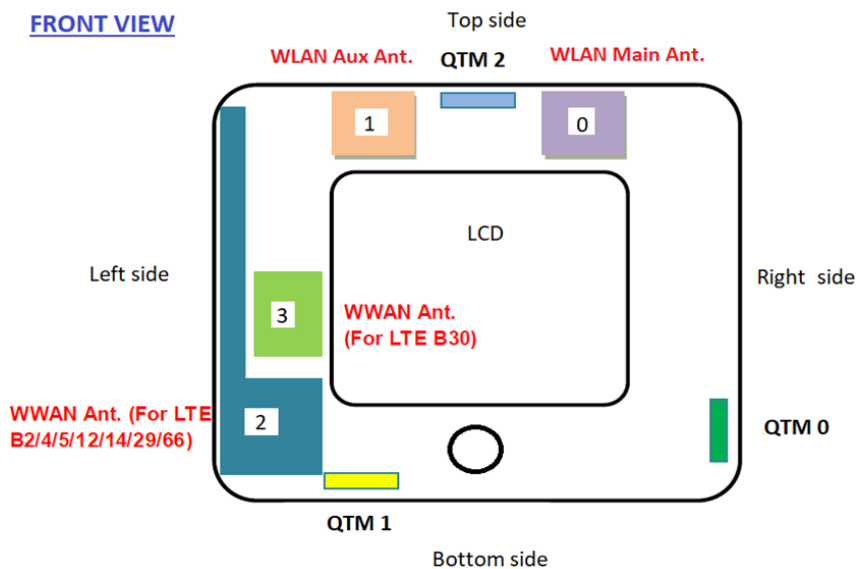 FRONT VIEW
Top side
WLAN Aux Ant.
QTM 2
WLAN Main Ant.
1
0
LCD
Left side
Right side
3
WWAN Ant.
(For LTE B30)
WWAN Ant. (For LTE
B2/4/5/12/14/29/66)
2
QTM 0
QTM 1
Bottom side